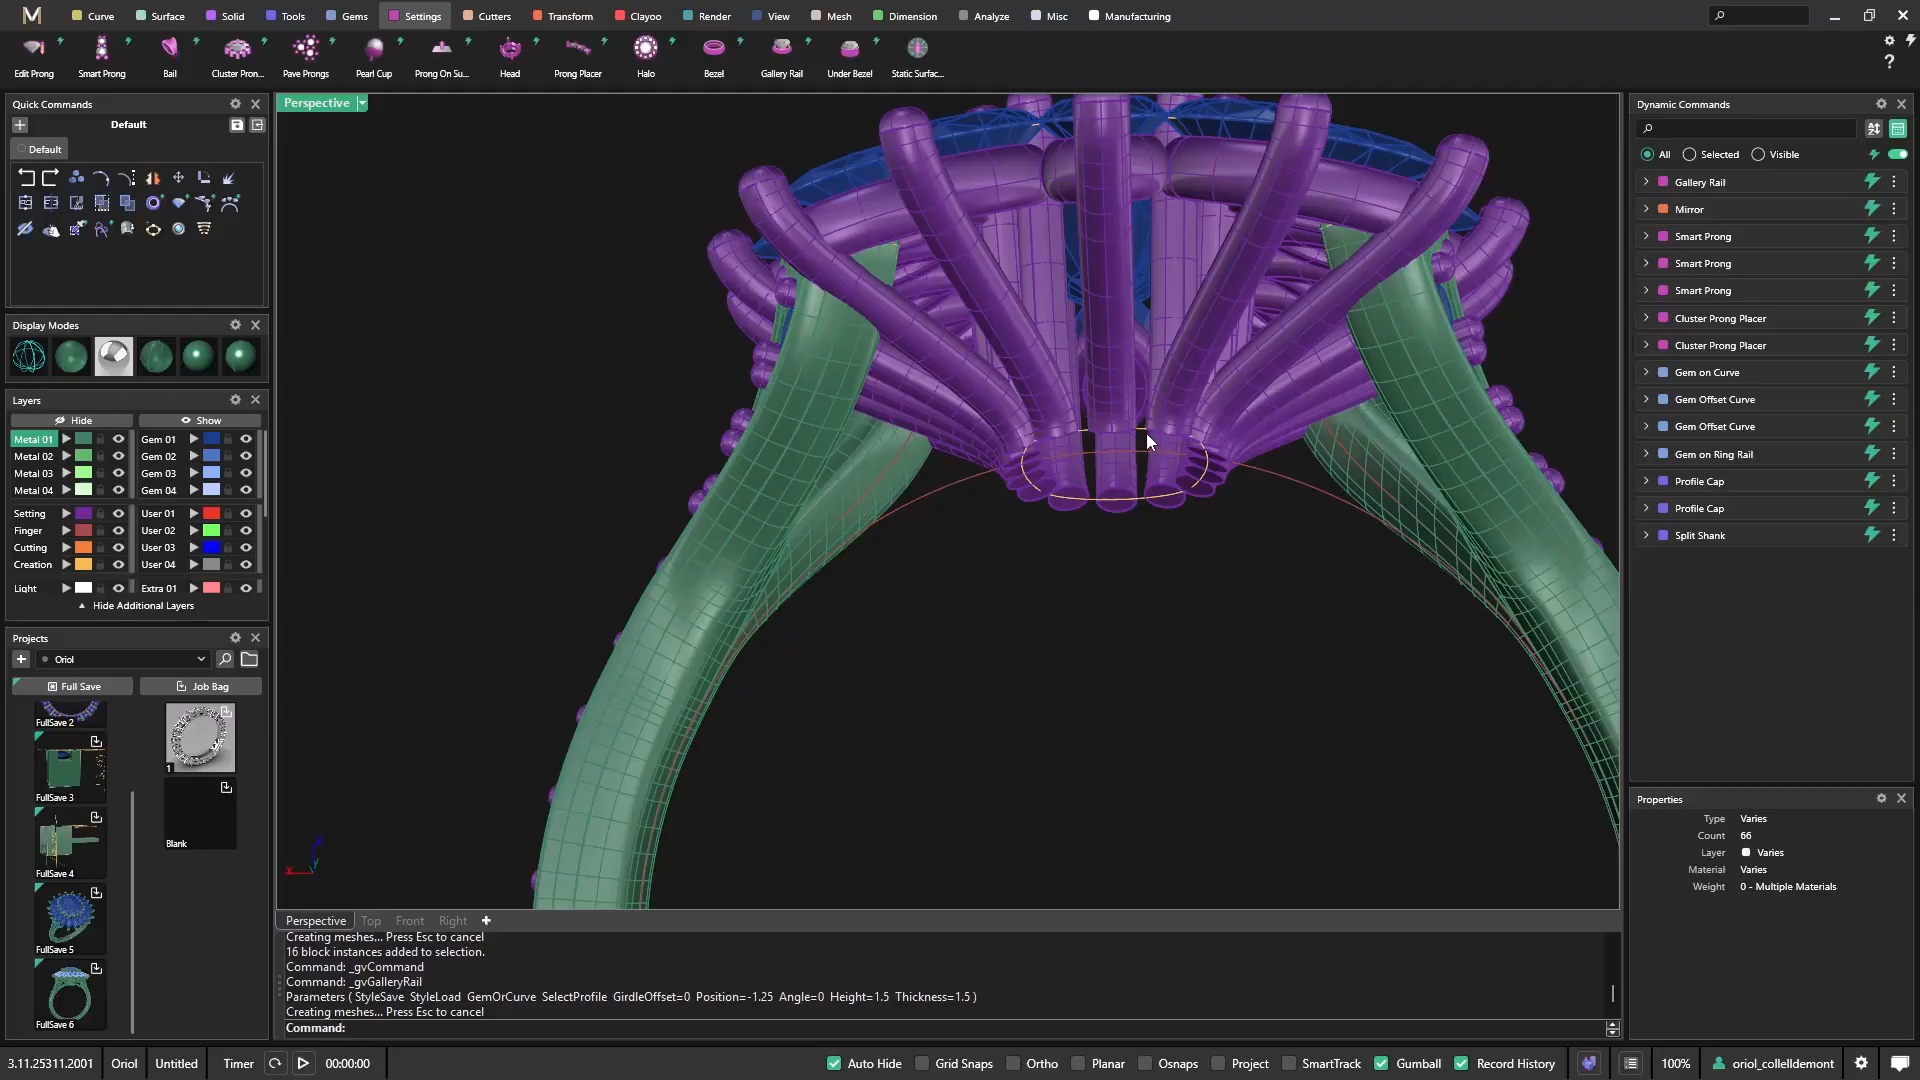 Curve Surface Solid Tools Gems Settings Cutters Transform Clayoo Render View Mesh Dimension Analyze Misc Manufacturing
Edit Prong Smart Prong Bail Cluster Pron... Pave Prongs Pearl Cup Prong On Su... Head Prong Placer Halo Bezel Gallery Rail Under Bezel Static Surfac...
?
Quick Commands
Default
Default
Display Modes
Layers
Hide Show
Metal 01 Gem 01
Metal 02 Gem 02
Metal 03 Gem 03
Metal 04 Gem 04
Setting User 01
Finger User 02
Cutting User 03
Creation User 04
Light Extra 01
Hide Additional Layers
Projects
Oriol
Full Save Job Bag
FullSave 2
FullSave 3
FullSave 4
FullSave 5
FullSave 6
1
Blank
Perspective
Perspective Top Front Right
Creating meshes... Press Esc to cancel
16 block instances added to selection.
Command: _gvCommand
Command: _gvGalleryRail
Parameters ( StyleSave StyleLoad GemOrCurve SelectProfile GirdleOffset=0 Position=-1.25 Angle=0 Height=1.5 Thickness=1.5 )
Creating meshes... Press Esc to cancel
Command:
Dynamic Commands
All Selected Visible
Gallery Rail
Mirror
Smart Prong
Smart Prong
Smart Prong
Cluster Prong Placer
Cluster Prong Placer
Gem on Curve
Gem Offset Curve
Gem Offset Curve
Gem on Ring Rail
Profile Cap
Profile Cap
Split Shank
Properties
Type Varies
Count 66
Layer Varies
Material Varies
Weight 0 - Multiple Materials
3.11.25311.2001 Oriol Untitled Timer 00:00:00 Auto Hide Grid Snaps Ortho Planar Osnaps Project SmartTrack Gumball Record History 100% oriol_collelldemont